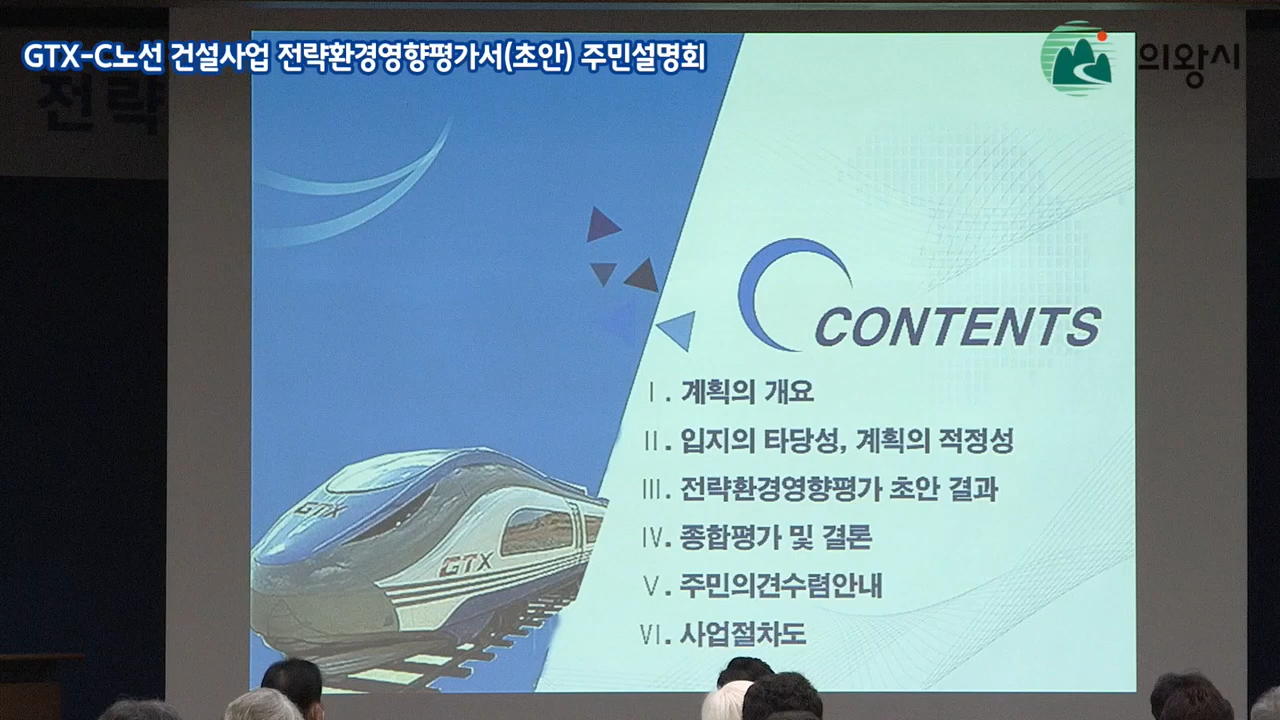 GTX-C노선 건설사업 전략환경영향평가서(초안) 주민설명회
의왕시
전략
CONTENTS
Ⅰ. 계획의 개요
Ⅱ. 입지의 타당성, 계획의 적정성
Ⅲ. 전략환경영향평가 초안 결과
Ⅳ. 종합평가 및 결론
Ⅴ. 주민의견수렴안내
Ⅵ. 사업절차도
GTX
GTX